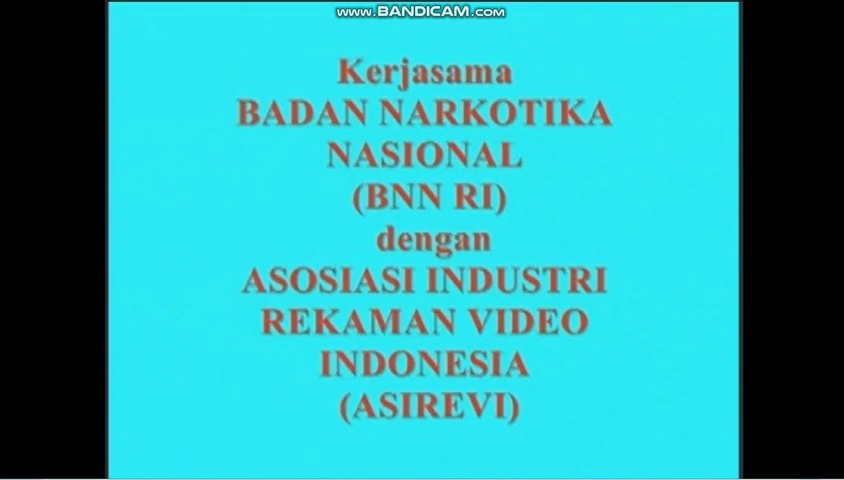 www.BANDICAM.com
Kerjasama
BADAN NARKOTIKA
NASIONAL
(BNN RI)
dengan
ASOSIASI INDUSTRI
REKAMAN VIDEO
INDONESIA
(ASIREVI)